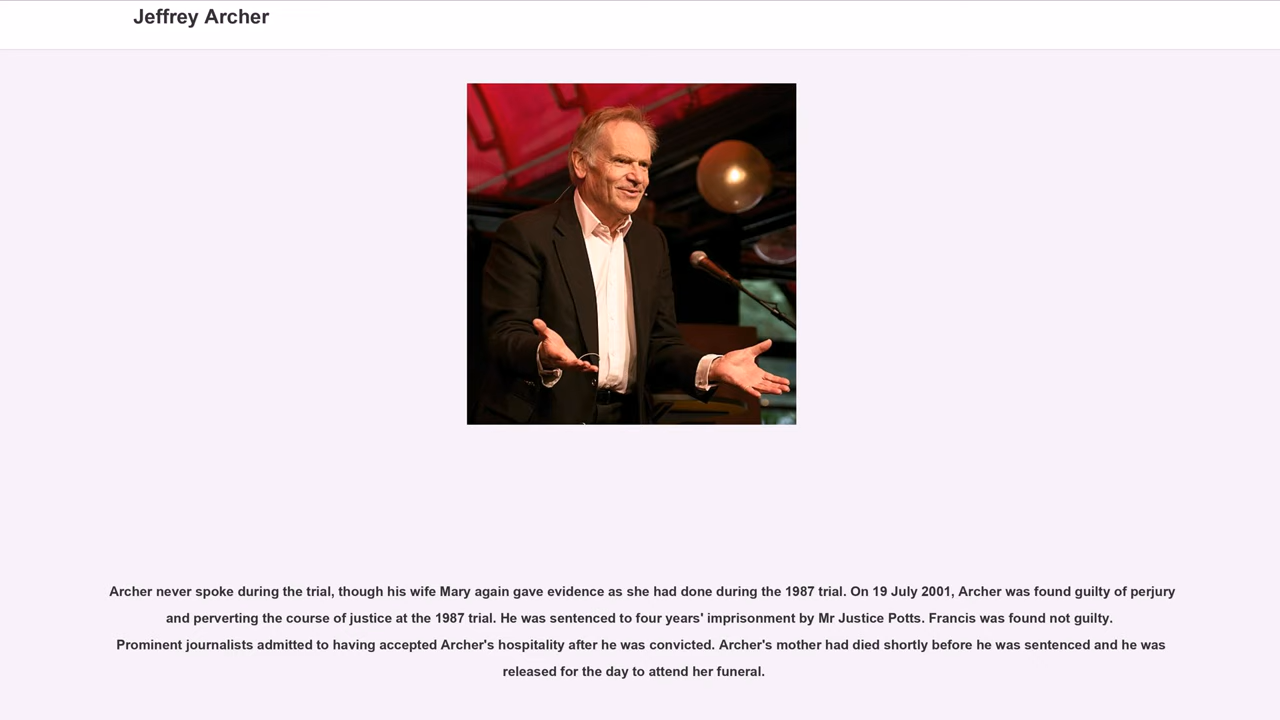 Jeffrey Archer
Archer never spoke during the trial, though his wife Mary again gave evidence as she had done during the 1987 trial. On 19 July 2001, Archer was found guilty of perjury
and perverting the course of justice at the 1987 trial. He was sentenced to four years' imprisonment by Mr Justice Potts. Francis was found not guilty.
Prominent journalists admitted to having accepted Archer's hospitality after he was convicted. Archer's mother had died shortly before he was sentenced and he was
released for the day to attend her funeral.